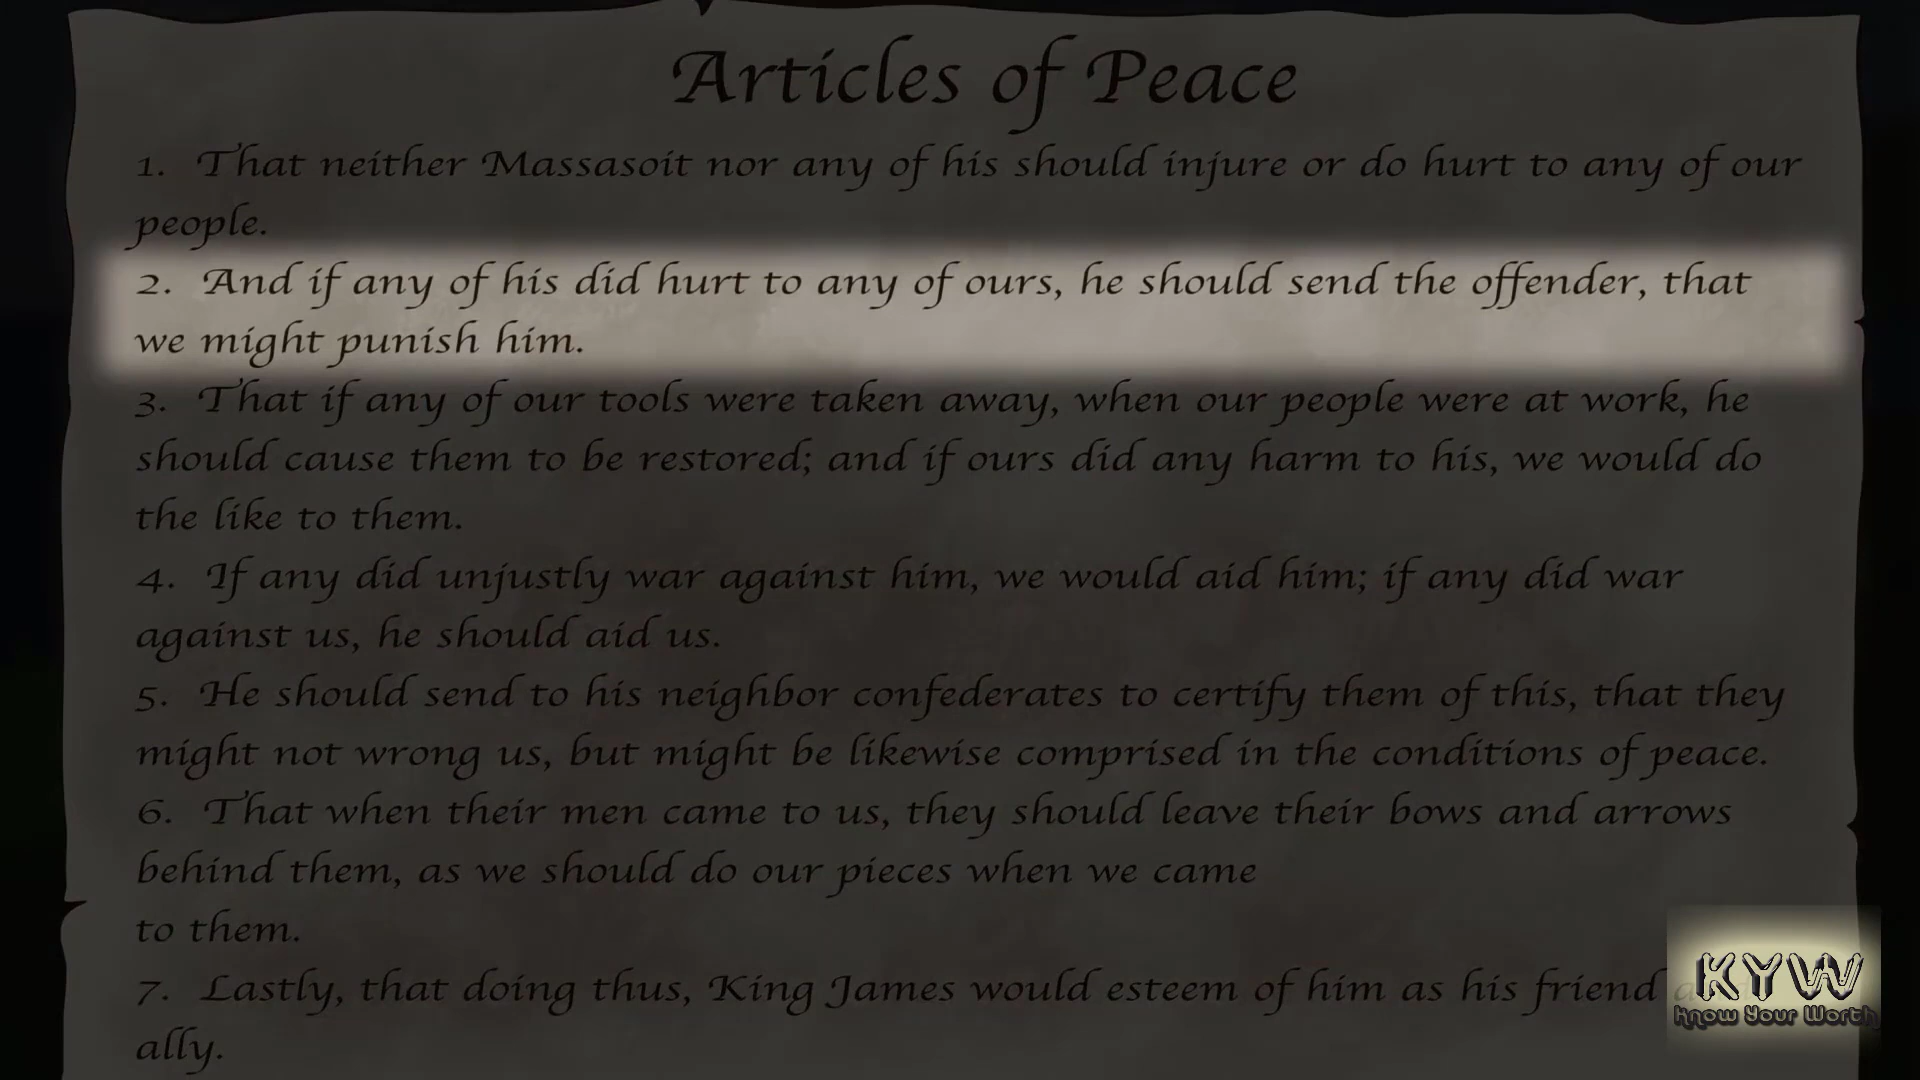 Articles of Peace
1. That neither Massasoit nor any of his should injure or do hurt to any of our
people.
2. And if any of his did hurt to any of ours, he should send the offender, that
we might punish him.
3. That if any of our tools were taken away, when our people were at work, he
should cause them to be restored; and if ours did any harm to his, we would do
the like to them.
4. If any did unjustly war against him, we would aid him; if any did war
against us, he should aid us.
5. He should send to his neighbor confederates to certify them of this, that they
might not wrong us, but might be likewise comprised in the conditions of peace.
6. That when their men came to us, they should leave their bows and arrows
behind them, as we should do our pieces when we came
to them.
7. Lastly, that doing thus, King James would esteem of him as his friend
ally.
KYW
Know Your Worth